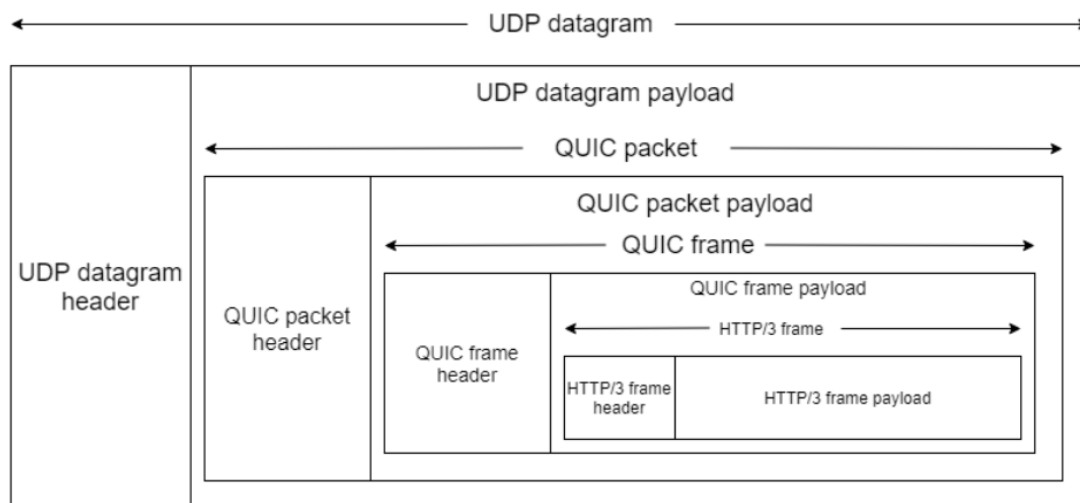 UDP datagram
UDP datagram payload
QUIC packet
QUIC packet payload
QUIC frame
UDP datagram
header
QUIC packet
header
QUIC frame
header
QUIC frame payload
HTTP/3 frame
HTTP/3 frame
header
HTTP/3 frame payload